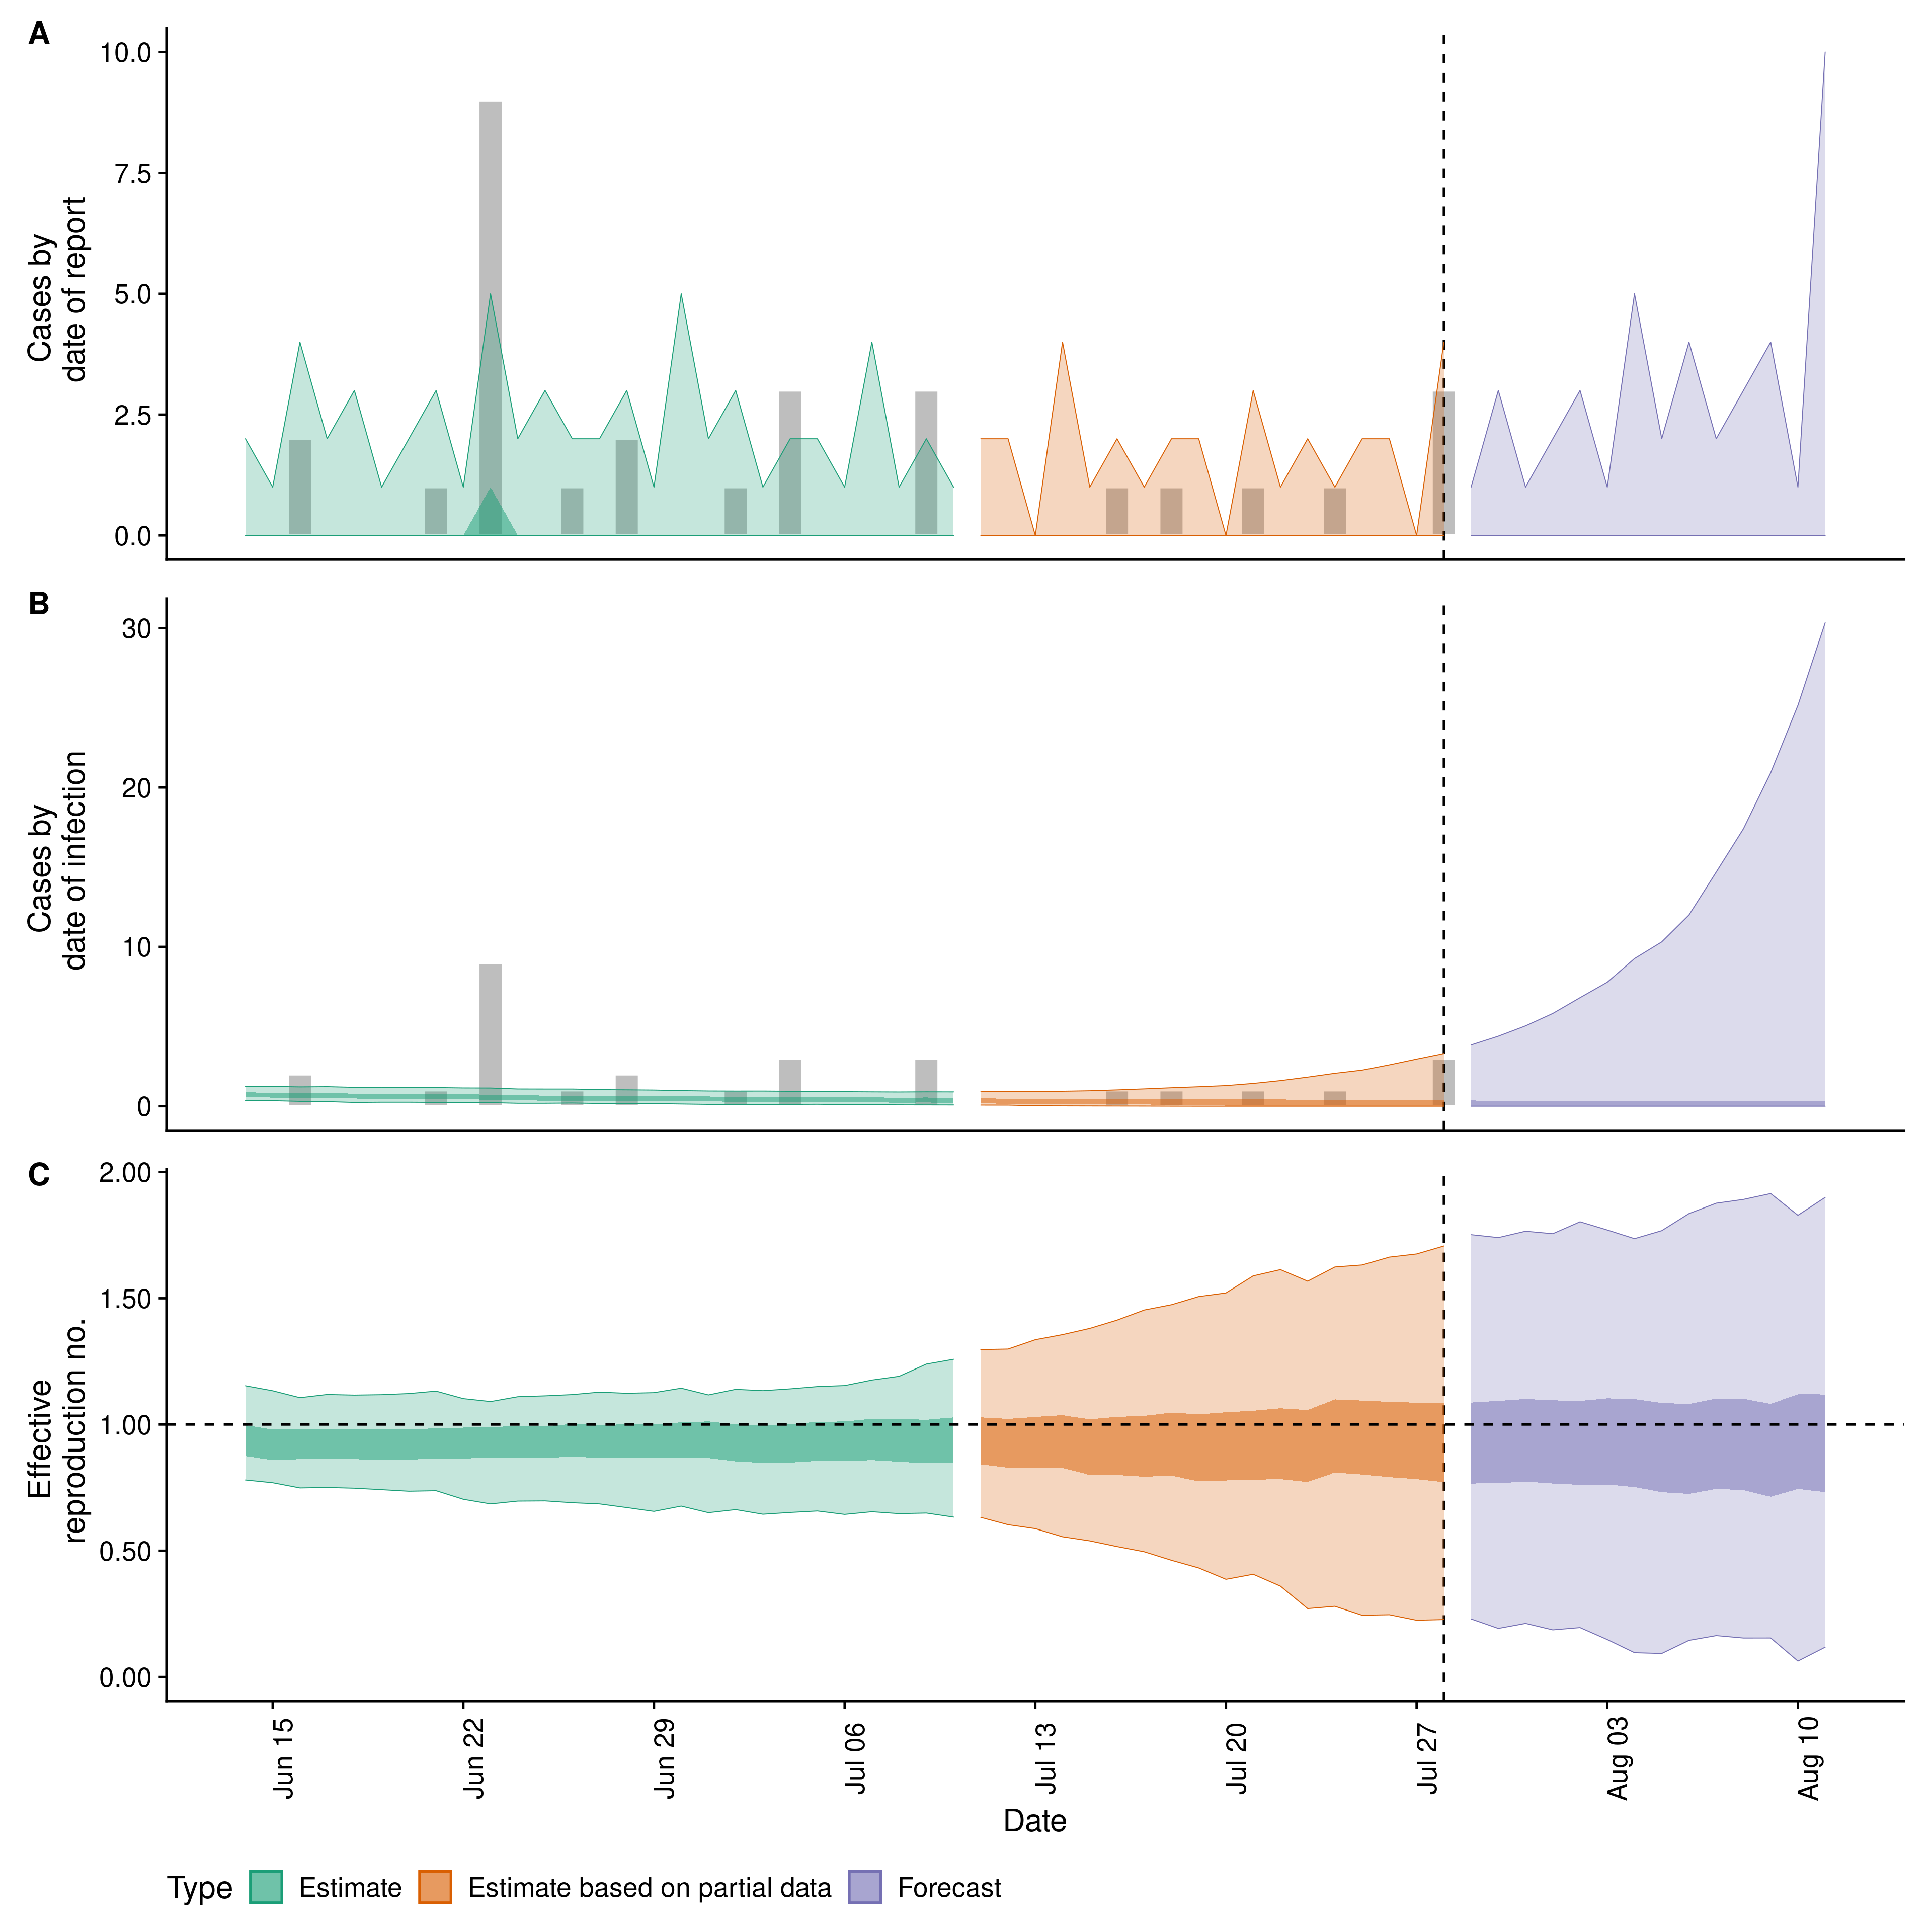 A
10.0
7.5
5.0
2.5
0.0
Cases by
date of report
B
30
20
10
0
Cases by
date of infection
C
2.00
1.50
1.00
0.50
0.00
Effective
reproduction no.
Jun 15
Jun 22
Jun 29
Jul 06
Jul 13
Jul 20
Jul 27
Aug 03
Aug 10
Date
Type Estimate Estimate based on partial data Forecast